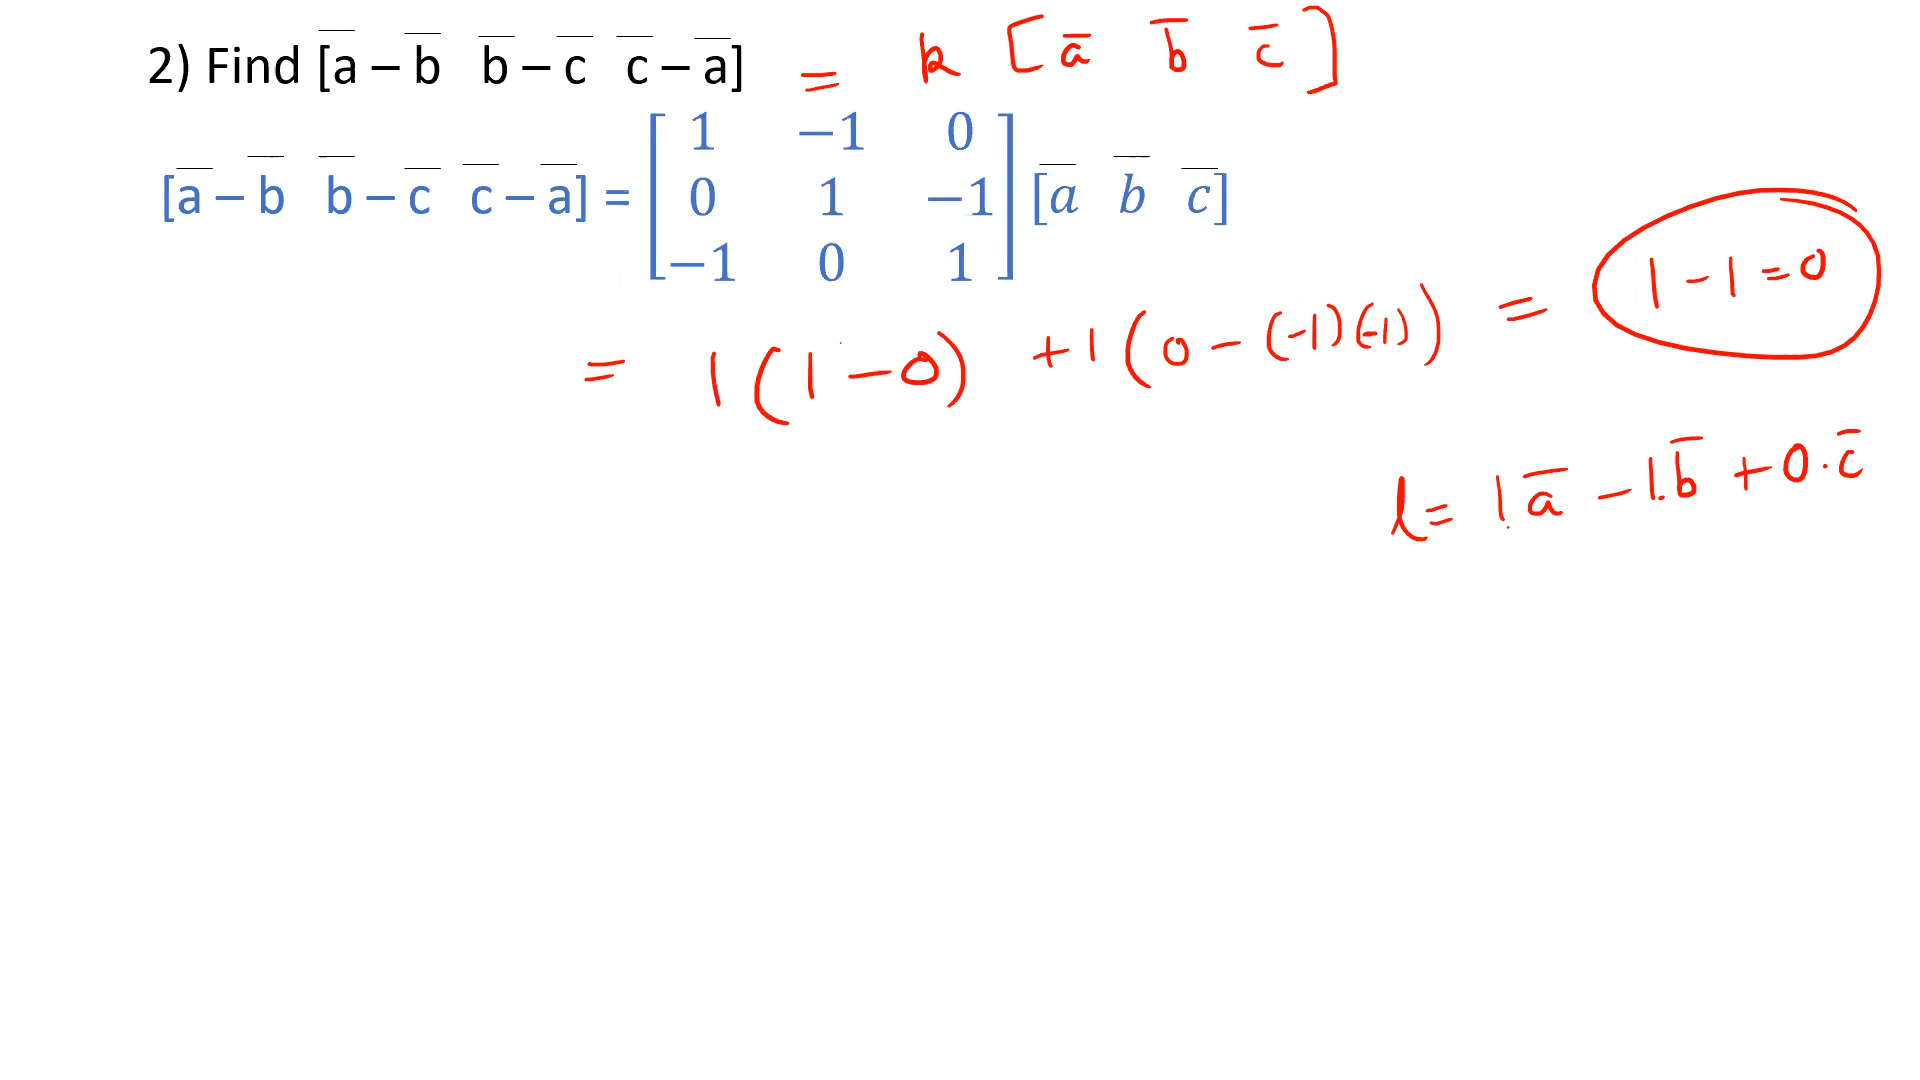 2) Find [a̅ – b̅ b̅ – c̅ c̅ – a̅] = k [a̅ b̅ c̅]
[a̅ – b̅ b̅ – c̅ c̅ – a̅] = [1 −1 0
0 1 −1
−1 0 1] [a̅ b̅ c̅]
= 1(1 − 0) + 1(0 − (−1)(−1)) = 1 − 1 = 0
l = 1.a̅ − 1.b̅ + 0.c̅